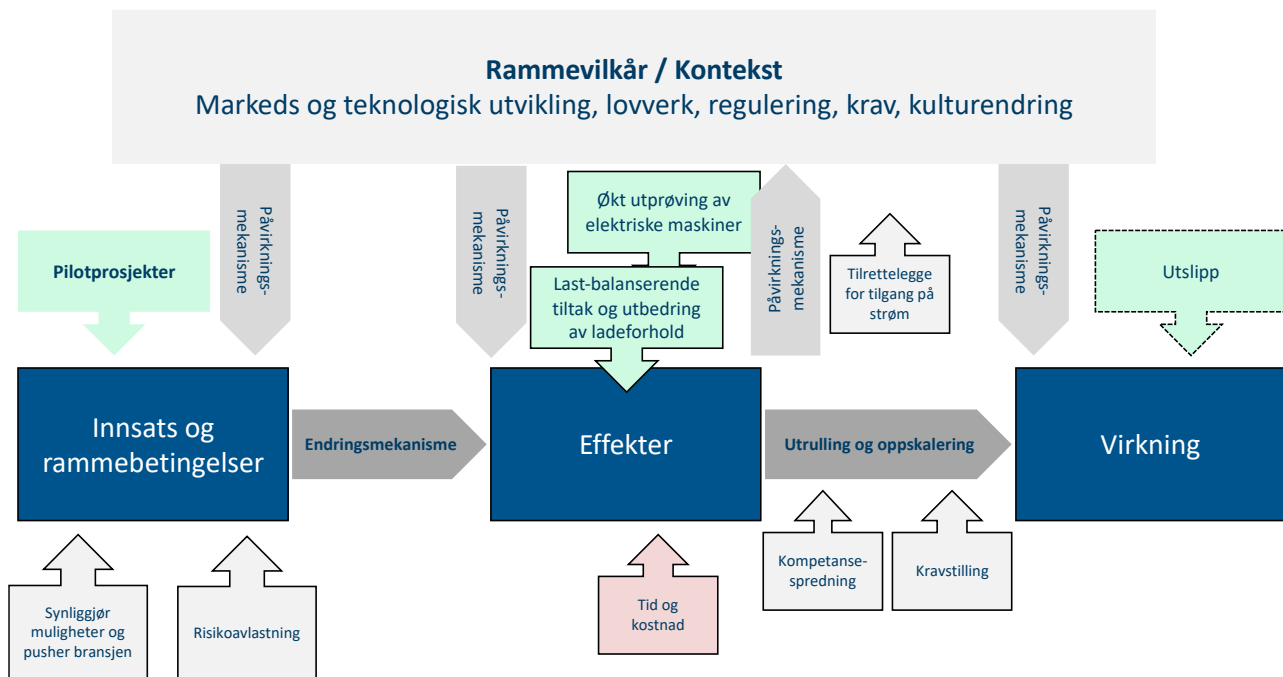 Rammevilkår / Kontekst
Markeds og teknologisk utvikling, lovverk, regulering, krav, kulturendring
Påvirknings-
mekanisme
Påvirknings-
mekanisme
Økt utprøving av
elektriske maskiner
Påvirknings-
mekanisme
Påvirknings-
mekanisme
Pilotprosjekter
Last-balanserende
tiltak og utbedring
av ladeforhold
Tilrettelegge
for tilgang på
strøm
Utslipp
Innsats og
rammebetingelser
Endringsmekanisme
Effekter
Utrulling og oppskalering
Virkning
Synliggjør
muligheter og
pusher bransjen
Risikoavlastning
Tid og
kostnad
Kompetanse-
spredning
Kravstilling